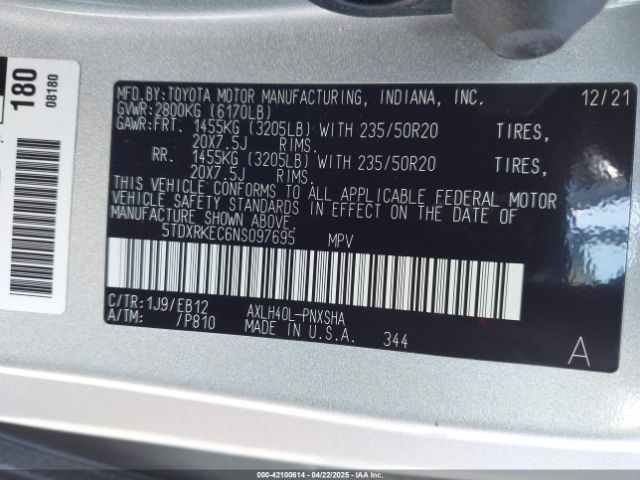 180
08180
MFD.BY:TOYOTA MOTOR MANUFACTURING, INDIANA, INC. 12/21
GVWR:2800KG (6170LB)
GAWR:FRT. 1455KG (3205LB) WITH 235/50R20 TIRES,
20X7.5J RIMS.
RR. 1455KG (3205LB) WITH 235/50R20 TIRES,
20X7.5J RIMS.
THIS VEHICLE CONFORMS TO ALL APPLICABLE FEDERAL MOTOR
VEHICLE SAFETY STANDARDS IN EFFECT ON THE DATE OF
MANUFACTURE SHOWN ABOVE.
5TDXRKEC6NS097695 MPV
C/TR:1J9/EB12 AXLH40L-PNXSHA
A/TM: /P810 MADE IN U.S.A. 344
A
000-42100614 - 04/22/2025 - IAAI.COM